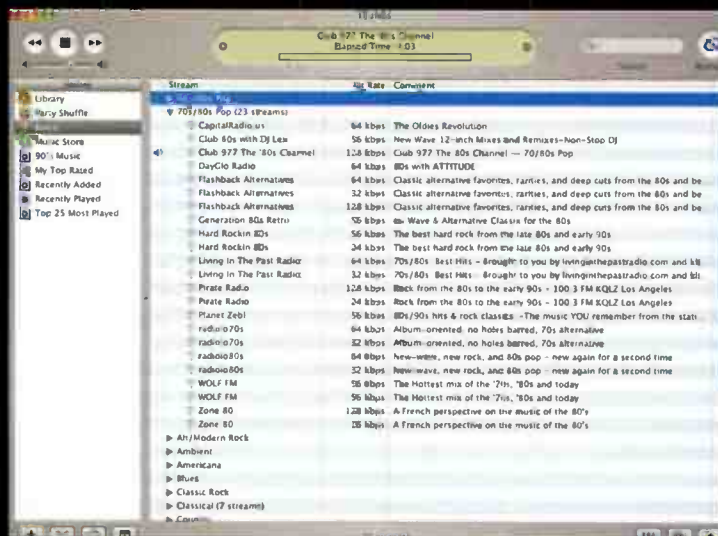 iTunes
Club 977 The 80s Channel
Elapsed Time: 1:03
Stream Bit Rate Comment
Library
Party Shuffle
Music Store
90's Music
My Top Rated
Recently Added
Recently Played
Top 25 Most Played
70s/80s Pop (23 streams)
CapitalRadio.us 64 kbps The Oldies Revolution
Club 80s with DJ Lex 56 kbps New Wave 12-inch Mixes and Remixes-Non-Stop DJ
Club 977 The '80s Channel 128 kbps Club 977 The 80s Channel — 70/80s Pop
DayGlo Radio 64 kbps 80s with ATTITUDE
Flashback Alternatives 64 kbps Classic alternative favorites, rarities, and deep cuts from the 80s and be
Flashback Alternatives 32 kbps Classic alternative favorites, rarities, and deep cuts from the 80s and be
Flashback Alternatives 128 kbps Classic alternative favorites, rarities, and deep cuts from the 80s and be
Generation 80s Retro 56 kbps Wave & Alternative Classix for the 80s
Hard Rockin 80s 56 kbps The best hard rock from the late 80s and early 90s
Hard Rockin 80s 24 kbps The best hard rock from the late 80s and early 90s
Living In The Past Radio 64 kbps 70s/80s Best Hits - Brought to you by livinginthepastradio com and
Living In The Past Radio 32 kbps 70s/80s Best Hits - Brought to you by livinginthepastradio com and
Pirate Radio 128 kbps Rock from the 80s to the early 90s - 100.3 FM KQLZ Los Angeles
Pirate Radio 24 kbps Rock from the 80s to the early 90s - 100.3 FM KQLZ Los Angeles
Planet Zebl 56 kbps 80s/90s hits & rock classics -The music YOU remember from the stati
radioio70s 64 kbps Album-oriented, no holes barred, 70s alternative
radioio70s 32 kbps Album-oriented, no holes barred, 70s alternative
radioio80s 64 kbps New-wave, new rock, and 80s pop - new again for a second time
radioio80s 32 kbps New-wave, new rock, and 80s pop - new again for a second time
WOLF FM 96 kbps The Hottest mix of the '70s, '80s and today
WOLF FM 56 kbps The Hottest mix of the '70s, '80s and today
Zone 80 128 kbps A French perspective on the music of the 80's
Zone 80 kbps A French perspective on the music of the 80's
Alt/Modern Rock
Ambient
Americana
Blues
Classic Rock
Classical (7 streams)